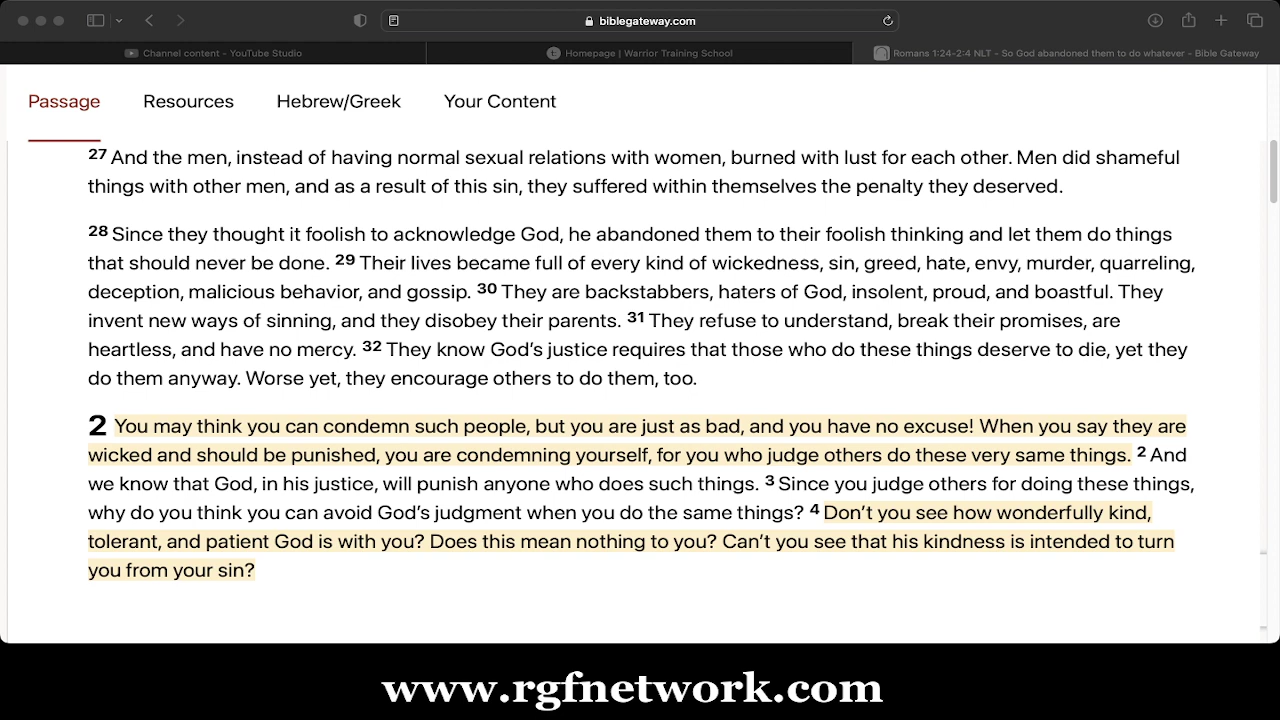 biblegateway.com
Channel content - YouTube Studio
Homepage | Warrior Training School
Romans 1:24-2:4 NLT - So God abandoned them to do whatever - Bible Gateway
Passage Resources Hebrew/Greek Your Content
27 And the men, instead of having normal sexual relations with women, burned with lust for each other. Men did shameful
things with other men, and as a result of this sin, they suffered within themselves the penalty they deserved.
28 Since they thought it foolish to acknowledge God, he abandoned them to their foolish thinking and let them do things
that should never be done. 29 Their lives became full of every kind of wickedness, sin, greed, hate, envy, murder, quarreling,
deception, malicious behavior, and gossip. 30 They are backstabbers, haters of God, insolent, proud, and boastful. They
invent new ways of sinning, and they disobey their parents. 31 They refuse to understand, break their promises, are
heartless, and have no mercy. 32 They know God’s justice requires that those who do these things deserve to die, yet they
do them anyway. Worse yet, they encourage others to do them, too.
2 You may think you can condemn such people, but you are just as bad, and you have no excuse! When you say they are
wicked and should be punished, you are condemning yourself, for you who judge others do these very same things. 2 And
we know that God, in his justice, will punish anyone who does such things. 3 Since you judge others for doing these things,
why do you think you can avoid God’s judgment when you do the same things? 4 Don’t you see how wonderfully kind,
tolerant, and patient God is with you? Does this mean nothing to you? Can’t you see that his kindness is intended to turn
you from your sin?
www.rgfnetwork.com